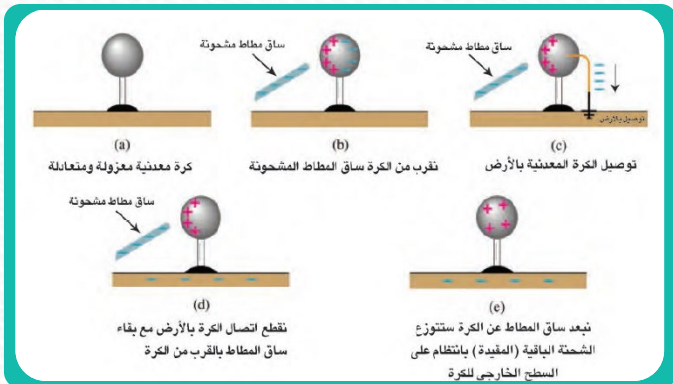 (a)
كرة معدنية معزولة ومتعادلة
ساق مطاط مشحونة
(b)
نقرب من الكرة ساق المطاط المشحونة
ساق مطاط مشحونة
توصيل بالأرض
(c)
توصيل الكرة المعدنية بالأرض
ساق مطاط مشحونة
(d)
نقطع اتصال الكرة بالأرض مع بقاء
ساق المطاط بالقرب من الكرة
(e)
نبعد ساق المطاط عن الكرة ستتوزع
الشحنة الباقية (المقيدة) بانتظام على
السطح الخارجي للكرة